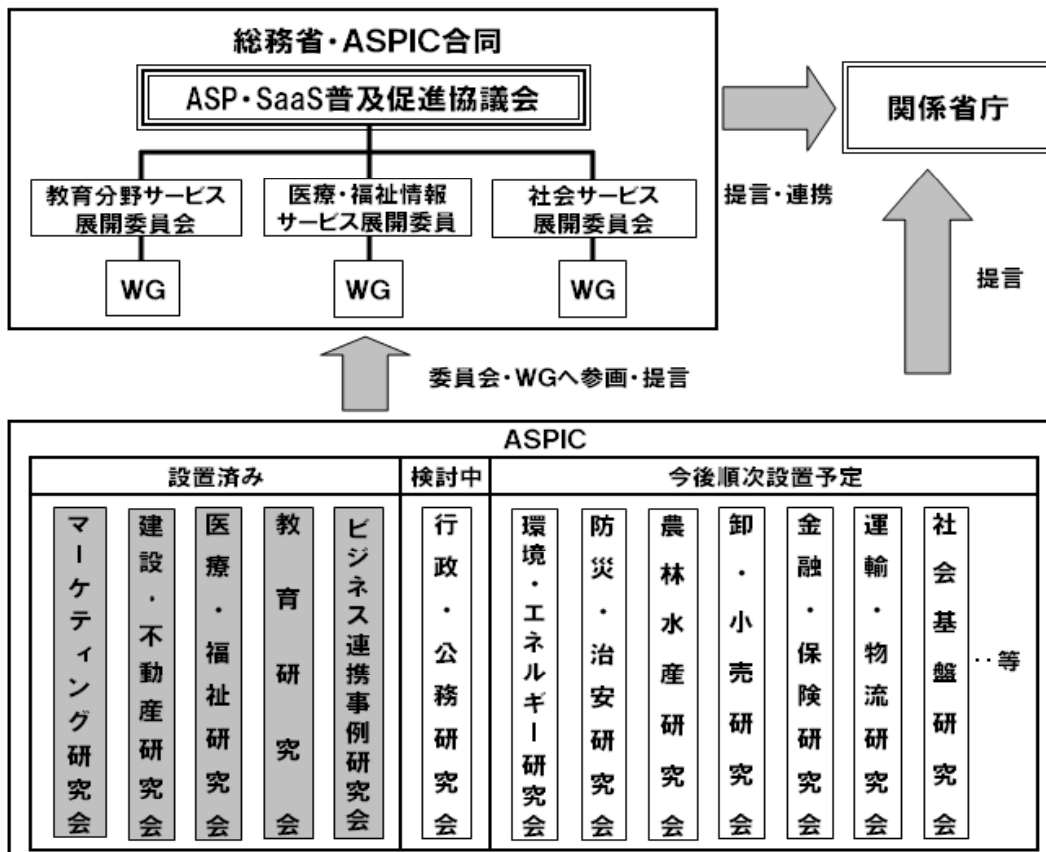 総務省・ASPIC合同
ASP・SaaS普及促進協議会
関係省庁
教育分野サービス
展開委員会
医療・福祉情報
サービス展開委員
社会サービス
展開委員会
提言・連携
WG
WG
WG
提言
委員会・WGへ参画・提言
ASPIC
設置済み
検討中
今後順次設置予定
マーケティング研究会
建設・不動産研究会
医療・福祉研究会
教育研究会
ビジネス連携事例研究会
行政・公務研究会
環境・エネルギー研究会
防災・治安研究会
農林水産研究会
卸・小売研究会
金融・保険研究会
運輸・物流研究会
社会基盤研究会
‥等